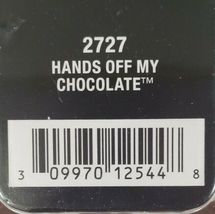 2727
HANDS OFF MY
CHOCOLATE™
3 09970 12544 8